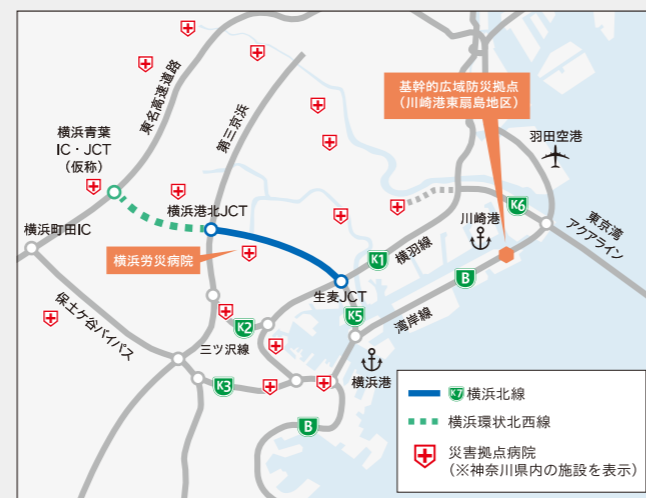 東名高速道路
第三京浜
基幹的広域防災拠点
（川崎港東扇島地区）
羽田空港
横浜青葉
IC・JCT
（仮称）
横浜港北JCT
横浜町田IC
横浜労災病院
川崎港
K6
東京湾
アクアライン
K1
横羽線
B
湾岸線
生麦JCT
K5
保土ケ谷バイパス
K2
三ツ沢線
横浜港
K3
B
K7 横浜北線
横浜環状北西線
災害拠点病院
（※神奈川県内の施設を表示）